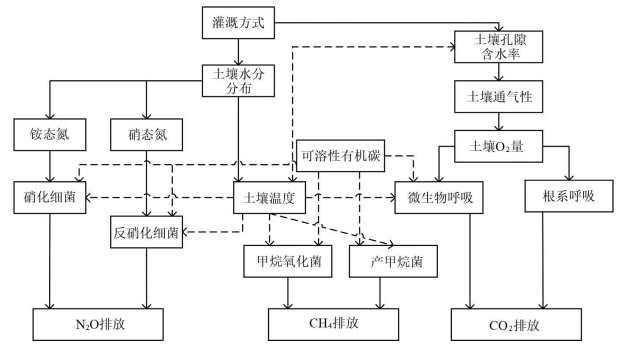 灌溉方式
土壤孔隙
含水率
土壤水分
分布
土壤通气性
铵态氮
硝态氮
可溶性有机碳
土壤O₂量
硝化细菌
土壤温度
微生物呼吸
根系呼吸
反硝化细菌
甲烷氧化菌
产甲烷菌
N₂O排放
CH₄排放
CO₂排放